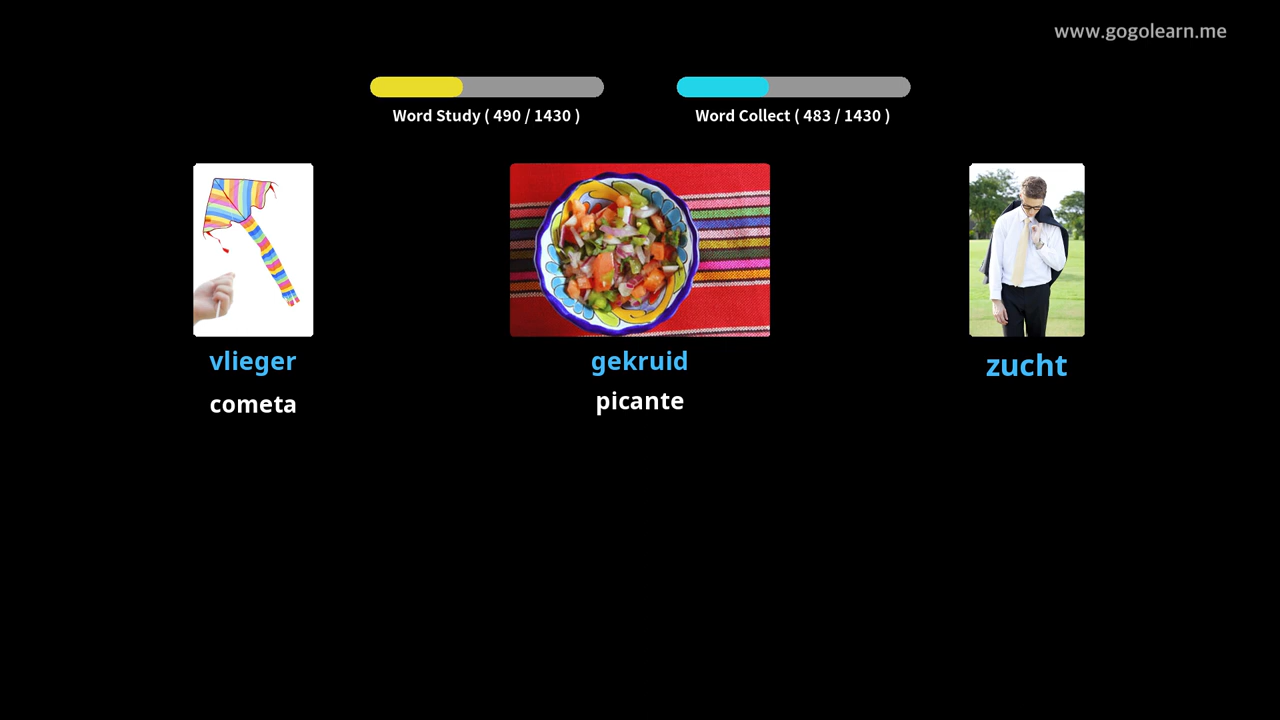 www.gogolearn.me
Word Study ( 490 / 1430 )
Word Collect ( 483 / 1430 )
vlieger
cometa
gekruid
picante
zucht